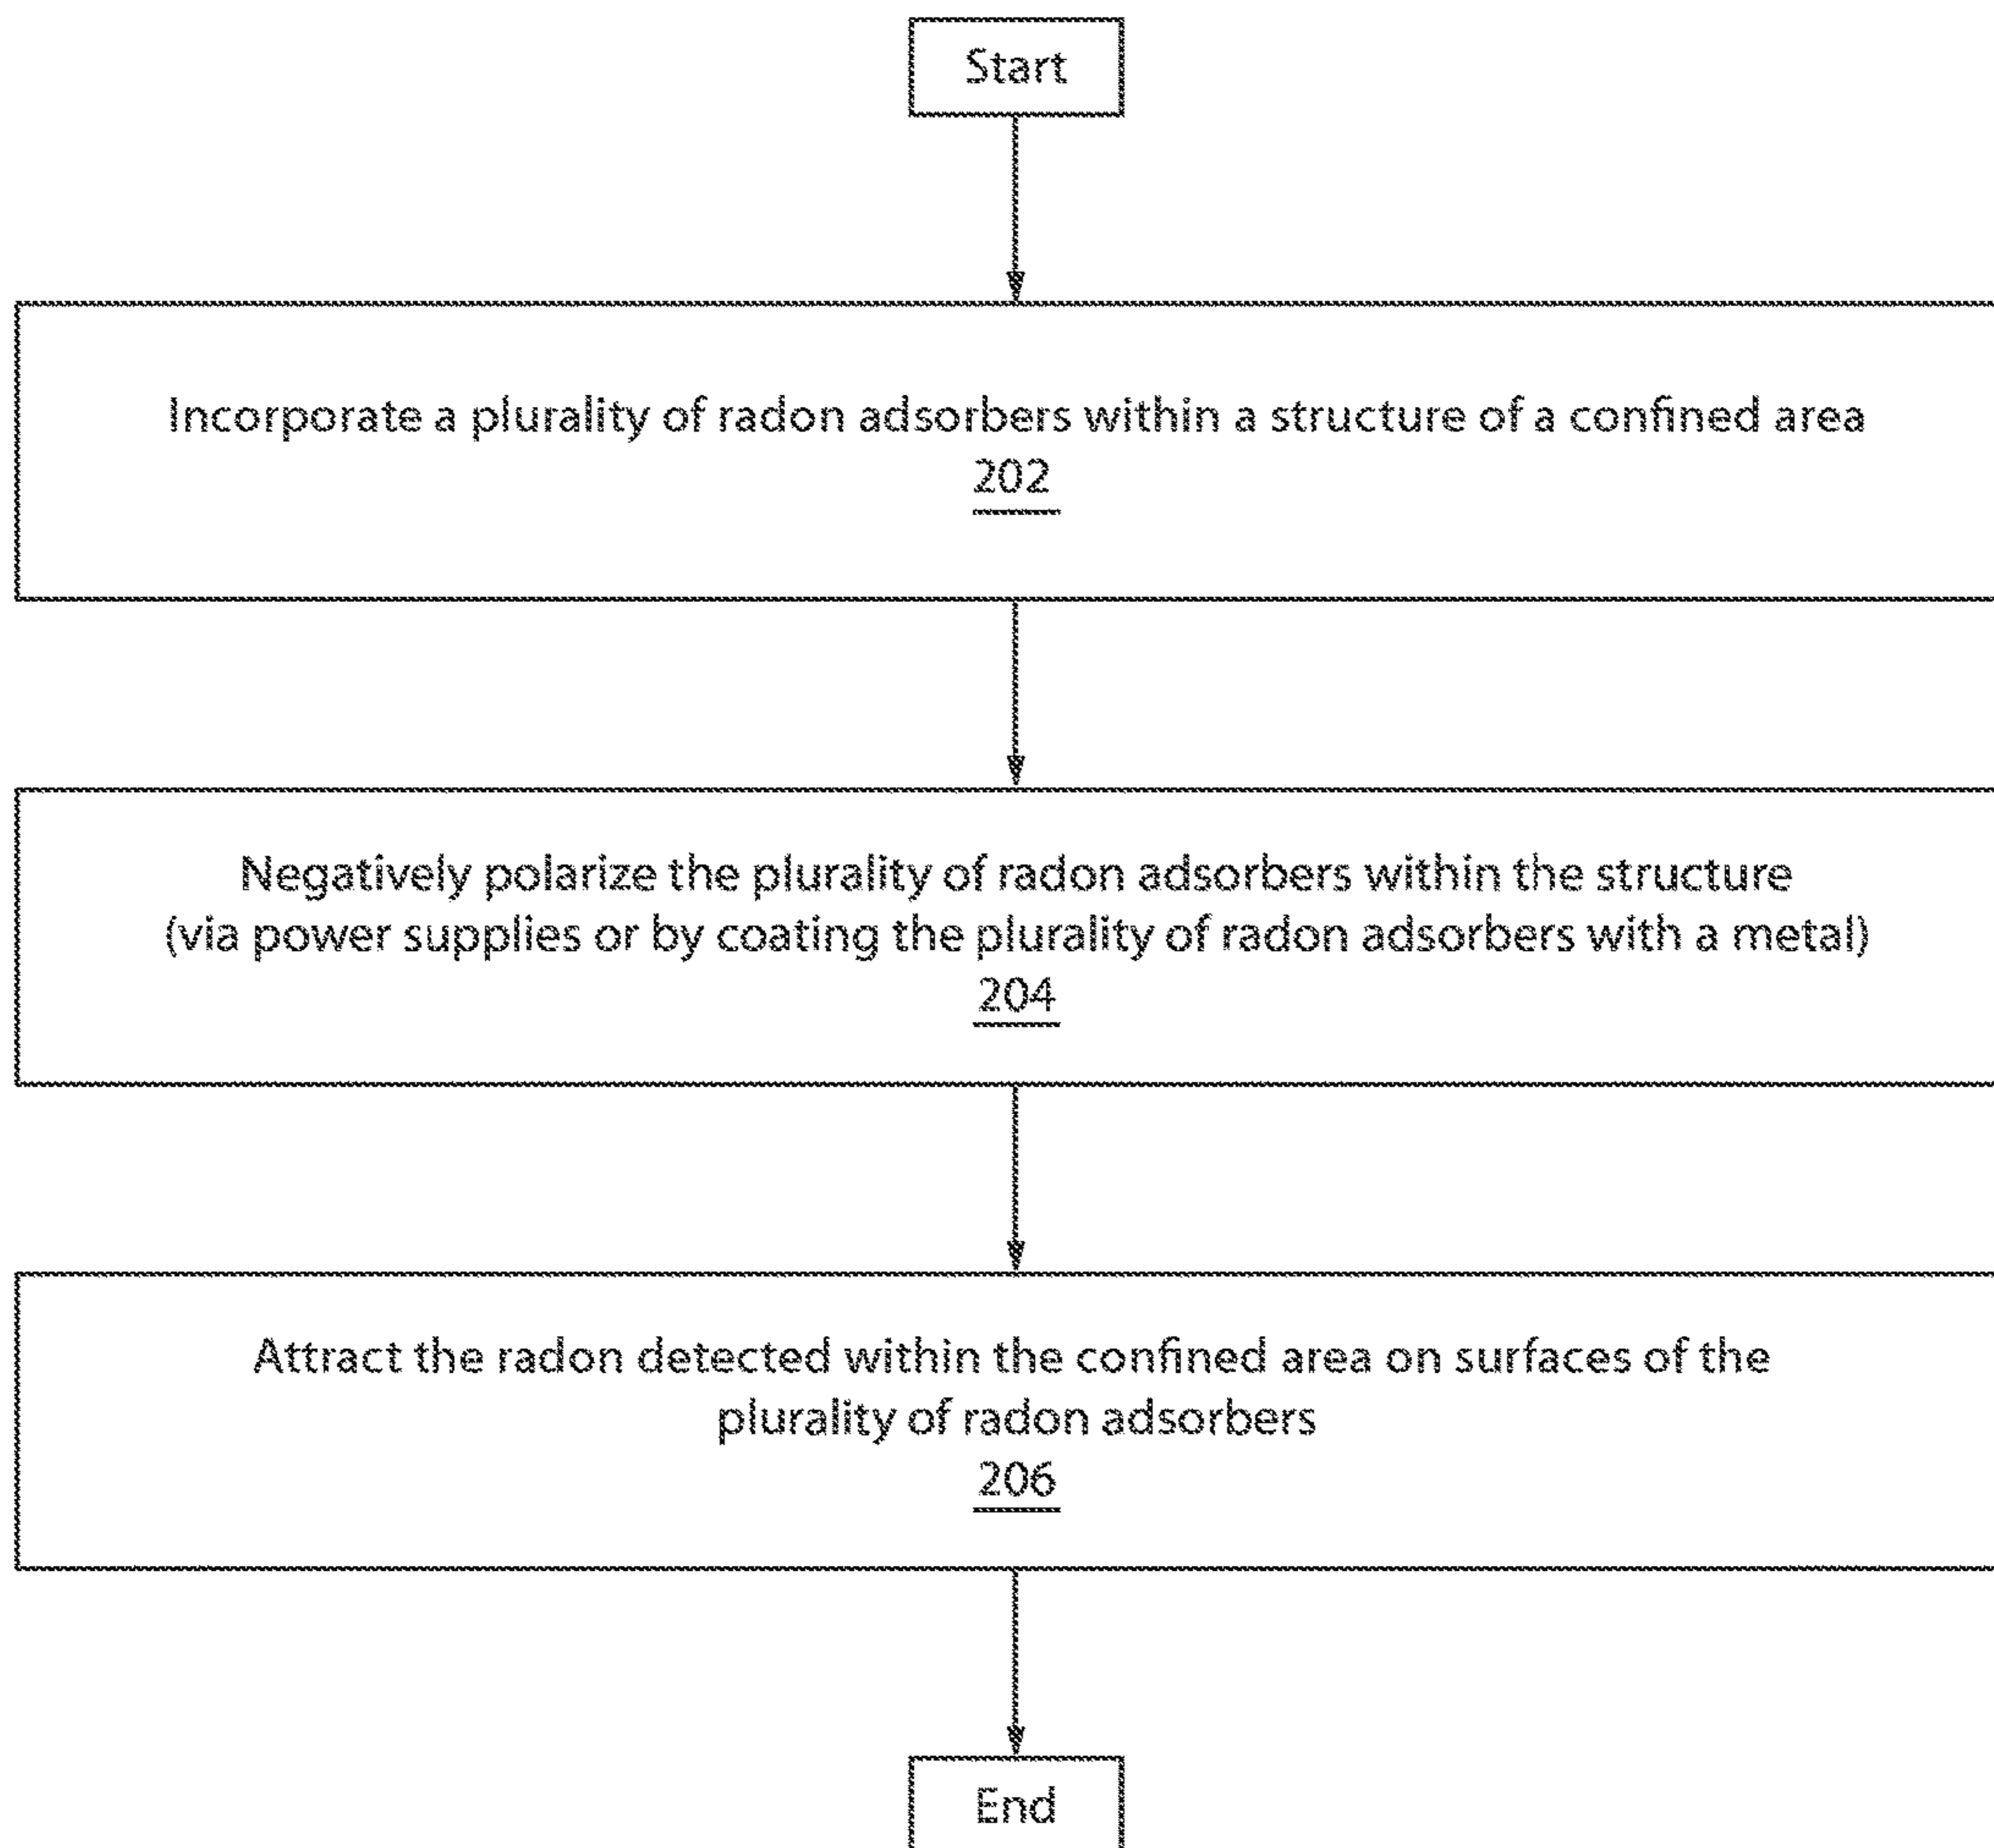 Start
Incorporate a plurality of radon adsorbers within a structure of a confined area
202
Negatively polarize the plurality of radon adsorbers within the structure
(via power supplies or by coating the plurality of radon adsorbers with a metal)
204
Attract the radon detected within the confined area on surfaces of the
plurality of radon adsorbers
206
End